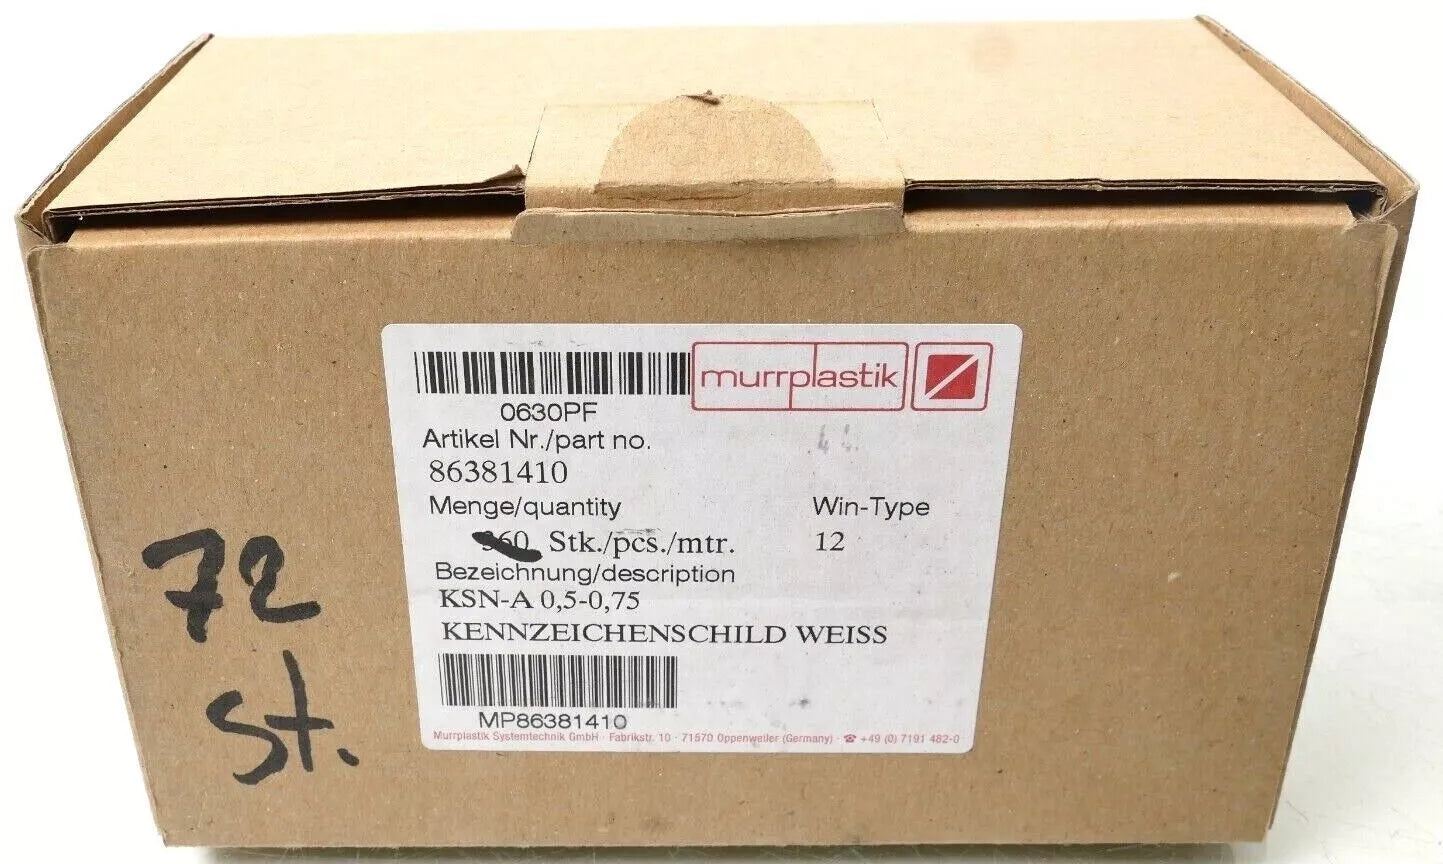 murrplastik
0630PF
Artikel Nr./part no.
86381410
Menge/quantity Win-Type
Stk./pcs./mtr. 12
Bezeichnung/description
KSN-A 0,5-0,75
KENNZEICHENSCHILD WEISS
MP86381410
Murrplastik Systemtechnik GmbH · Fabrikstr. 10 · 71570 Oppenweiler (Germany) · ☎ +49 (0) 7191 482-0
72
St.